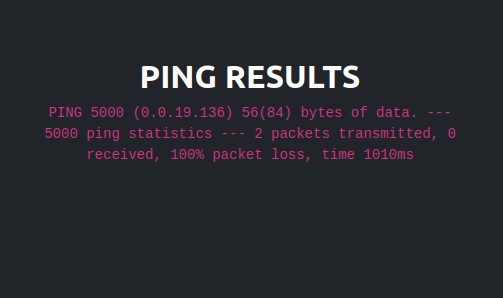 PING RESULTS
PING 5000 (0.0.19.136) 56(84) bytes of data. ---
5000 ping statistics --- 2 packets transmitted, 0
received, 100% packet loss, time 1010ms